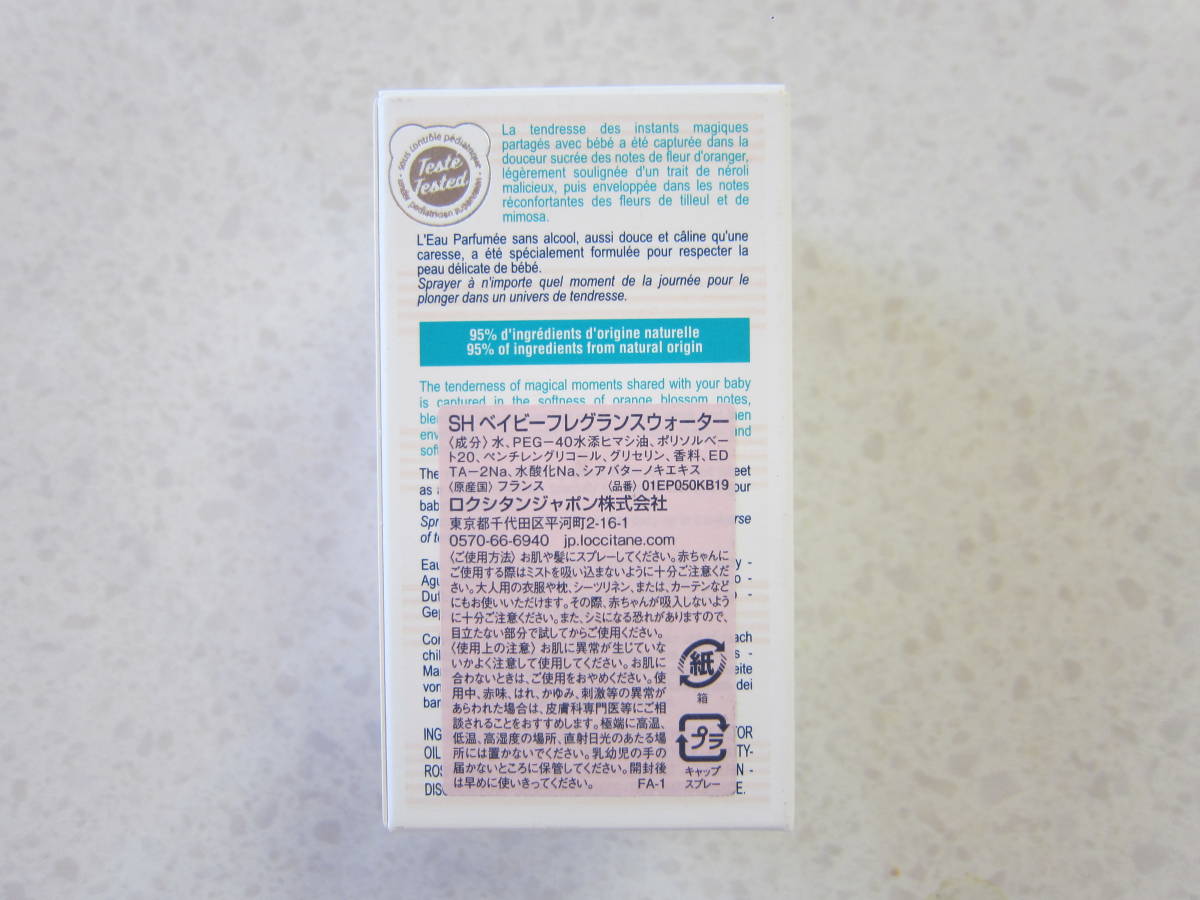 sous contrôle pédiatrique
Testé
Tested
under pediatrician supervision
La tendresse des instants magiques
partagés avec bébé a été capturée dans la
douceur sucrée des notes de fleur d'oranger,
légèrement soulignée d'un trait de néroli
malicieux, puis enveloppée dans les notes
réconfortantes des fleurs de tilleul et de
mimosa.
L'Eau Parfumée sans alcool, aussi douce et câline qu'une
caresse, a été spécialement formulée pour respecter la
peau délicate de bébé.
Sprayer à n'importe quel moment de la journée pour le
plonger dans un univers de tendresse.
95% d'ingrédients d'origine naturelle
95% of ingredients from natural origin
The tenderness of magical moments shared with your baby
is captured in the softness of orange blossom notes,
SH ベイビーフレグランスウォーター
〈成分〉水、PEG-40水添ヒマシ油、ポリソルベー
ト20、ペンチレングリコール、グリセリン、香料、ED
TA-2Na、水酸化Na、シアバターノキエキス
〈原産国〉フランス 〈品番〉01EP050KB19
ロクシタンジャポン株式会社
東京都千代田区平河町2-16-1
0570-66-6940 jp.loccitane.com
〈ご使用方法〉お肌や髪にスプレーしてください。赤ちゃんに
ご使用する際はミストを吸い込まないように十分ご注意くださ
い。大人用の衣服や枕、シーツリネン、または、カーテンなど
にもお使いいただけます。その際、赤ちゃんが吸入しないよう
に十分ご注意ください。また、シミになる恐れがありますので、
目立たない部分で試してからご使用ください。
〈使用上の注意〉お肌に異常が生じていな
いかよく注意して使用してください。お肌に
合わないときは、ご使用をおやめください。使
用中、赤味、はれ、かゆみ、刺激等の異常が
あらわれた場合は、皮膚科専門医等にご相
談されることをおすすめします。極端に高温、
低温、高湿度の場所、直射日光のあたる場
所には置かないでください。乳幼児の手の
届かないところに保管してください。開封後
は早めに使いきってください。 FA-1
紙
箱
プラ
キャップ
スプレー